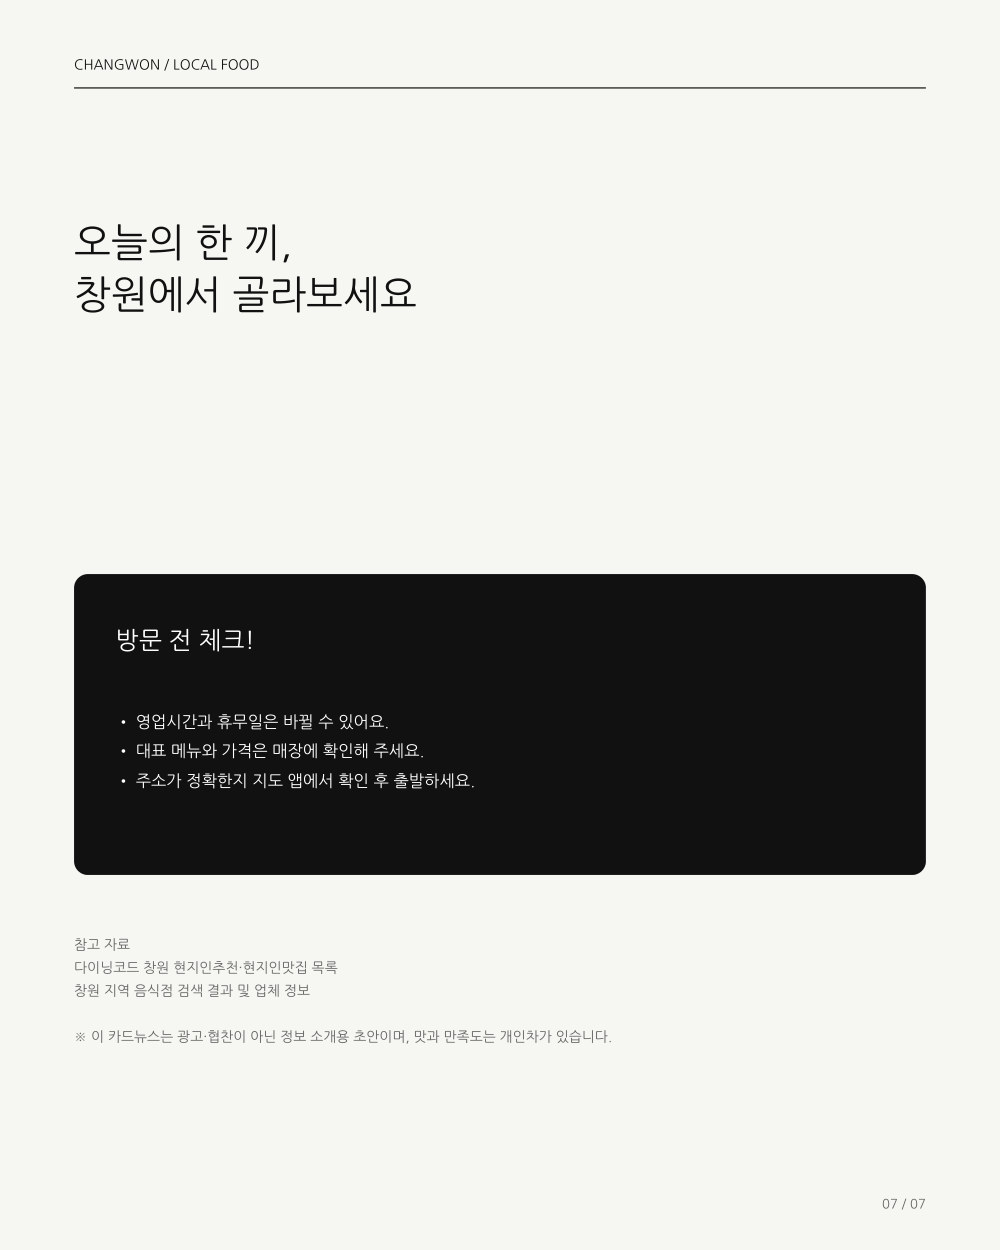 CHANGWON / LOCAL FOOD
오늘의 한 끼,
창원에서 골라보세요
방문 전 체크!
• 영업시간과 휴무일은 바뀔 수 있어요.
• 대표 메뉴와 가격은 매장에 확인해 주세요.
• 주소가 정확한지 지도 앱에서 확인 후 출발하세요.
참고 자료
다이닝코드 창원 현지인추천·현지인맛집 목록
창원 지역 음식점 검색 결과 및 업체 정보
※ 이 카드뉴스는 광고·협찬이 아닌 정보 소개용 초안이며, 맛과 만족도는 개인차가 있습니다.
07 / 07